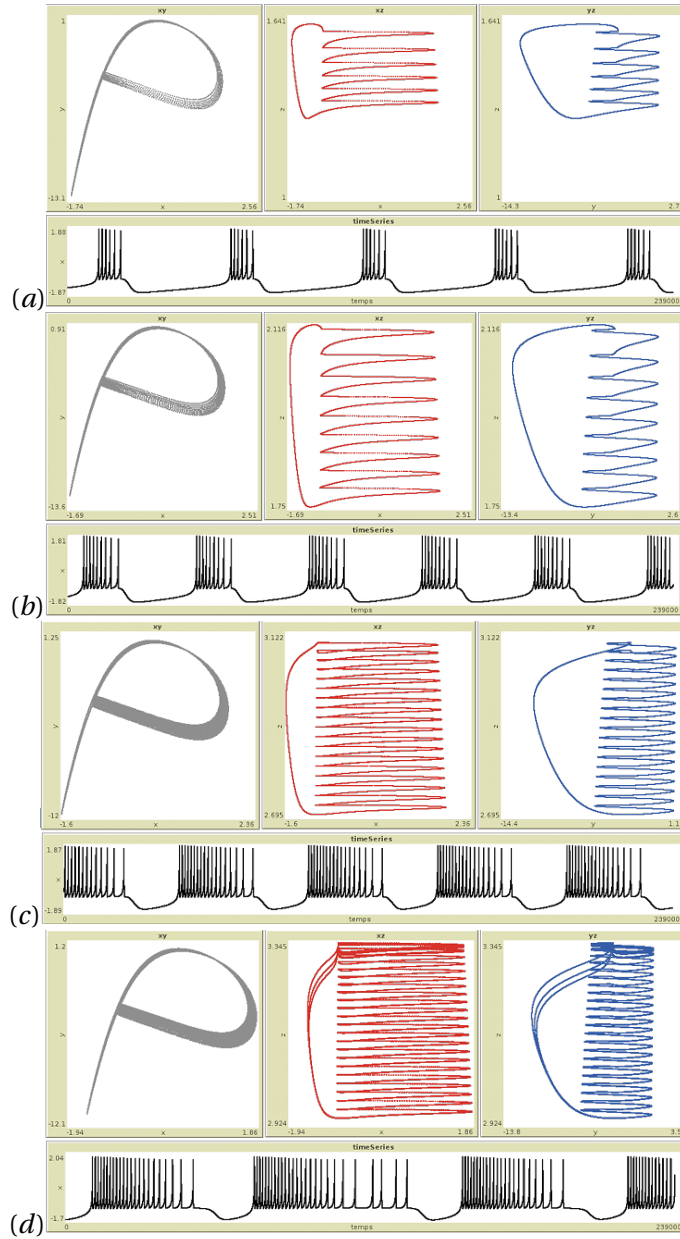 xy xz yz
1 1.641 1.641
y z z
-13.1 1 1
-1.74 x 2.56 -1.74 x 2.56 -14.3 y 2.7
timeSeries
1.88
x
-1.87
(a) 0 temps 239000
xy xz yz
0.91 2.116 2.116
y z z
-13.6 1.75 1.75
-1.69 x 2.51 -1.69 x 2.51 -13.4 y 2.6
timeSeries
1.81
x
-1.82
(b) 0 temps 239000
xy xz yz
1.25 3.122 3.122
y z z
-12 2.695 2.695
-1.6 x 2.36 -1.6 x 2.36 -14.4 y 1.1
timeSeries
1.87
x
-1.89
(c) 0 temps 239000
xy xz yz
1.2 3.345 3.345
y z z
-12.1 2.924 2.924
-1.94 x 1.86 -1.94 x 1.86 -13.8 y 3.5
timeSeries
2.04
x
-1.7
(d) 0 temps 239000